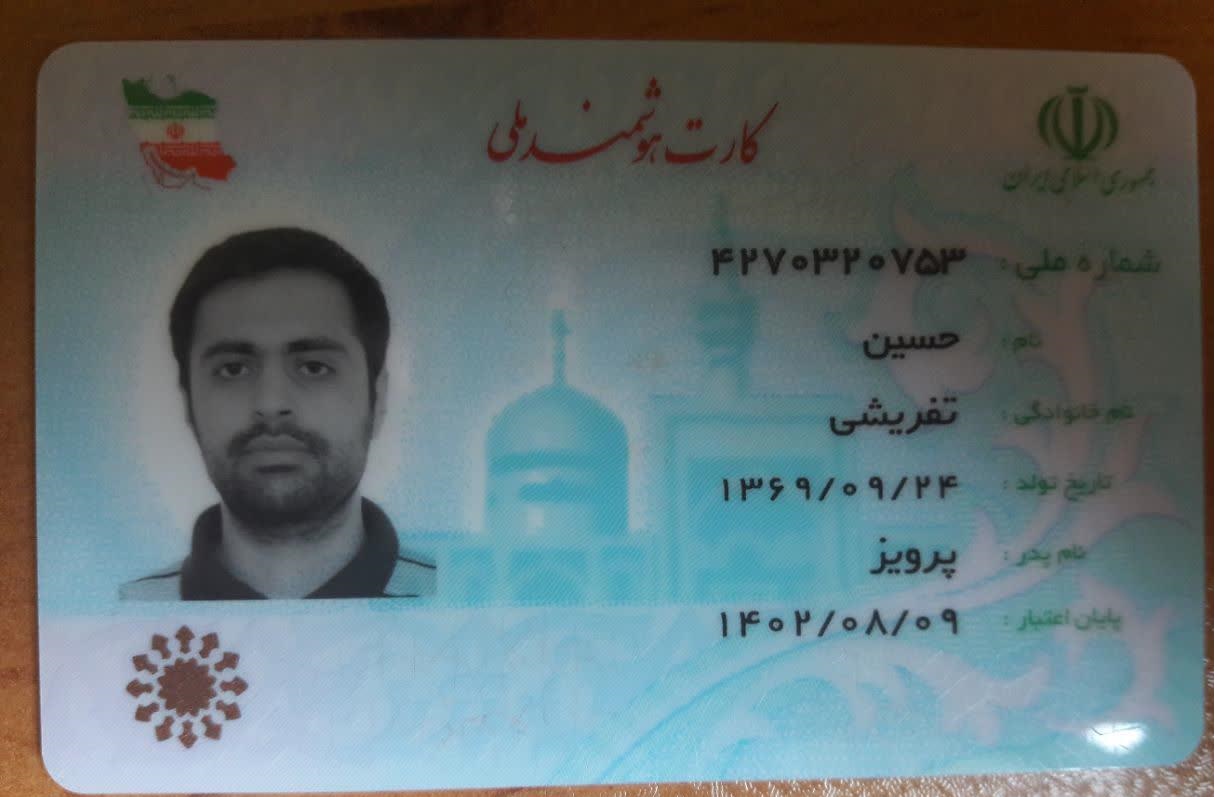 کارت هوشمند ملی
جمهوری اسلامی ایران
شماره ملی : ۴۲۷۰۳۲۰۷۵۳
نام : حسین
نام خانوادگی : تفریشی
تاریخ تولد : ۱۳۶۹/۰۹/۲۴
نام پدر : پرویز
پایان اعتبار : ۱۴۰۲/۰۸/۰۹